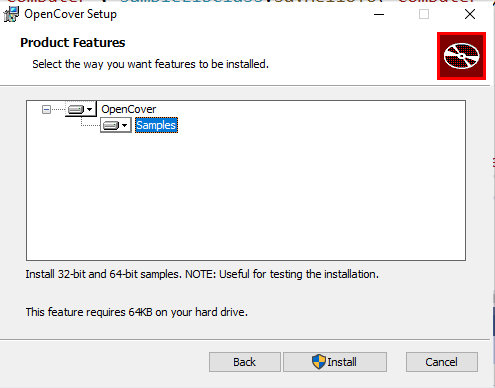 OpenCover Setup
Product Features
Select the way you want features to be installed.
OpenCover
Samples
Install 32-bit and 64-bit samples. NOTE: Useful for testing the installation.
This feature requires 64KB on your hard drive.
Back
Install
Cancel